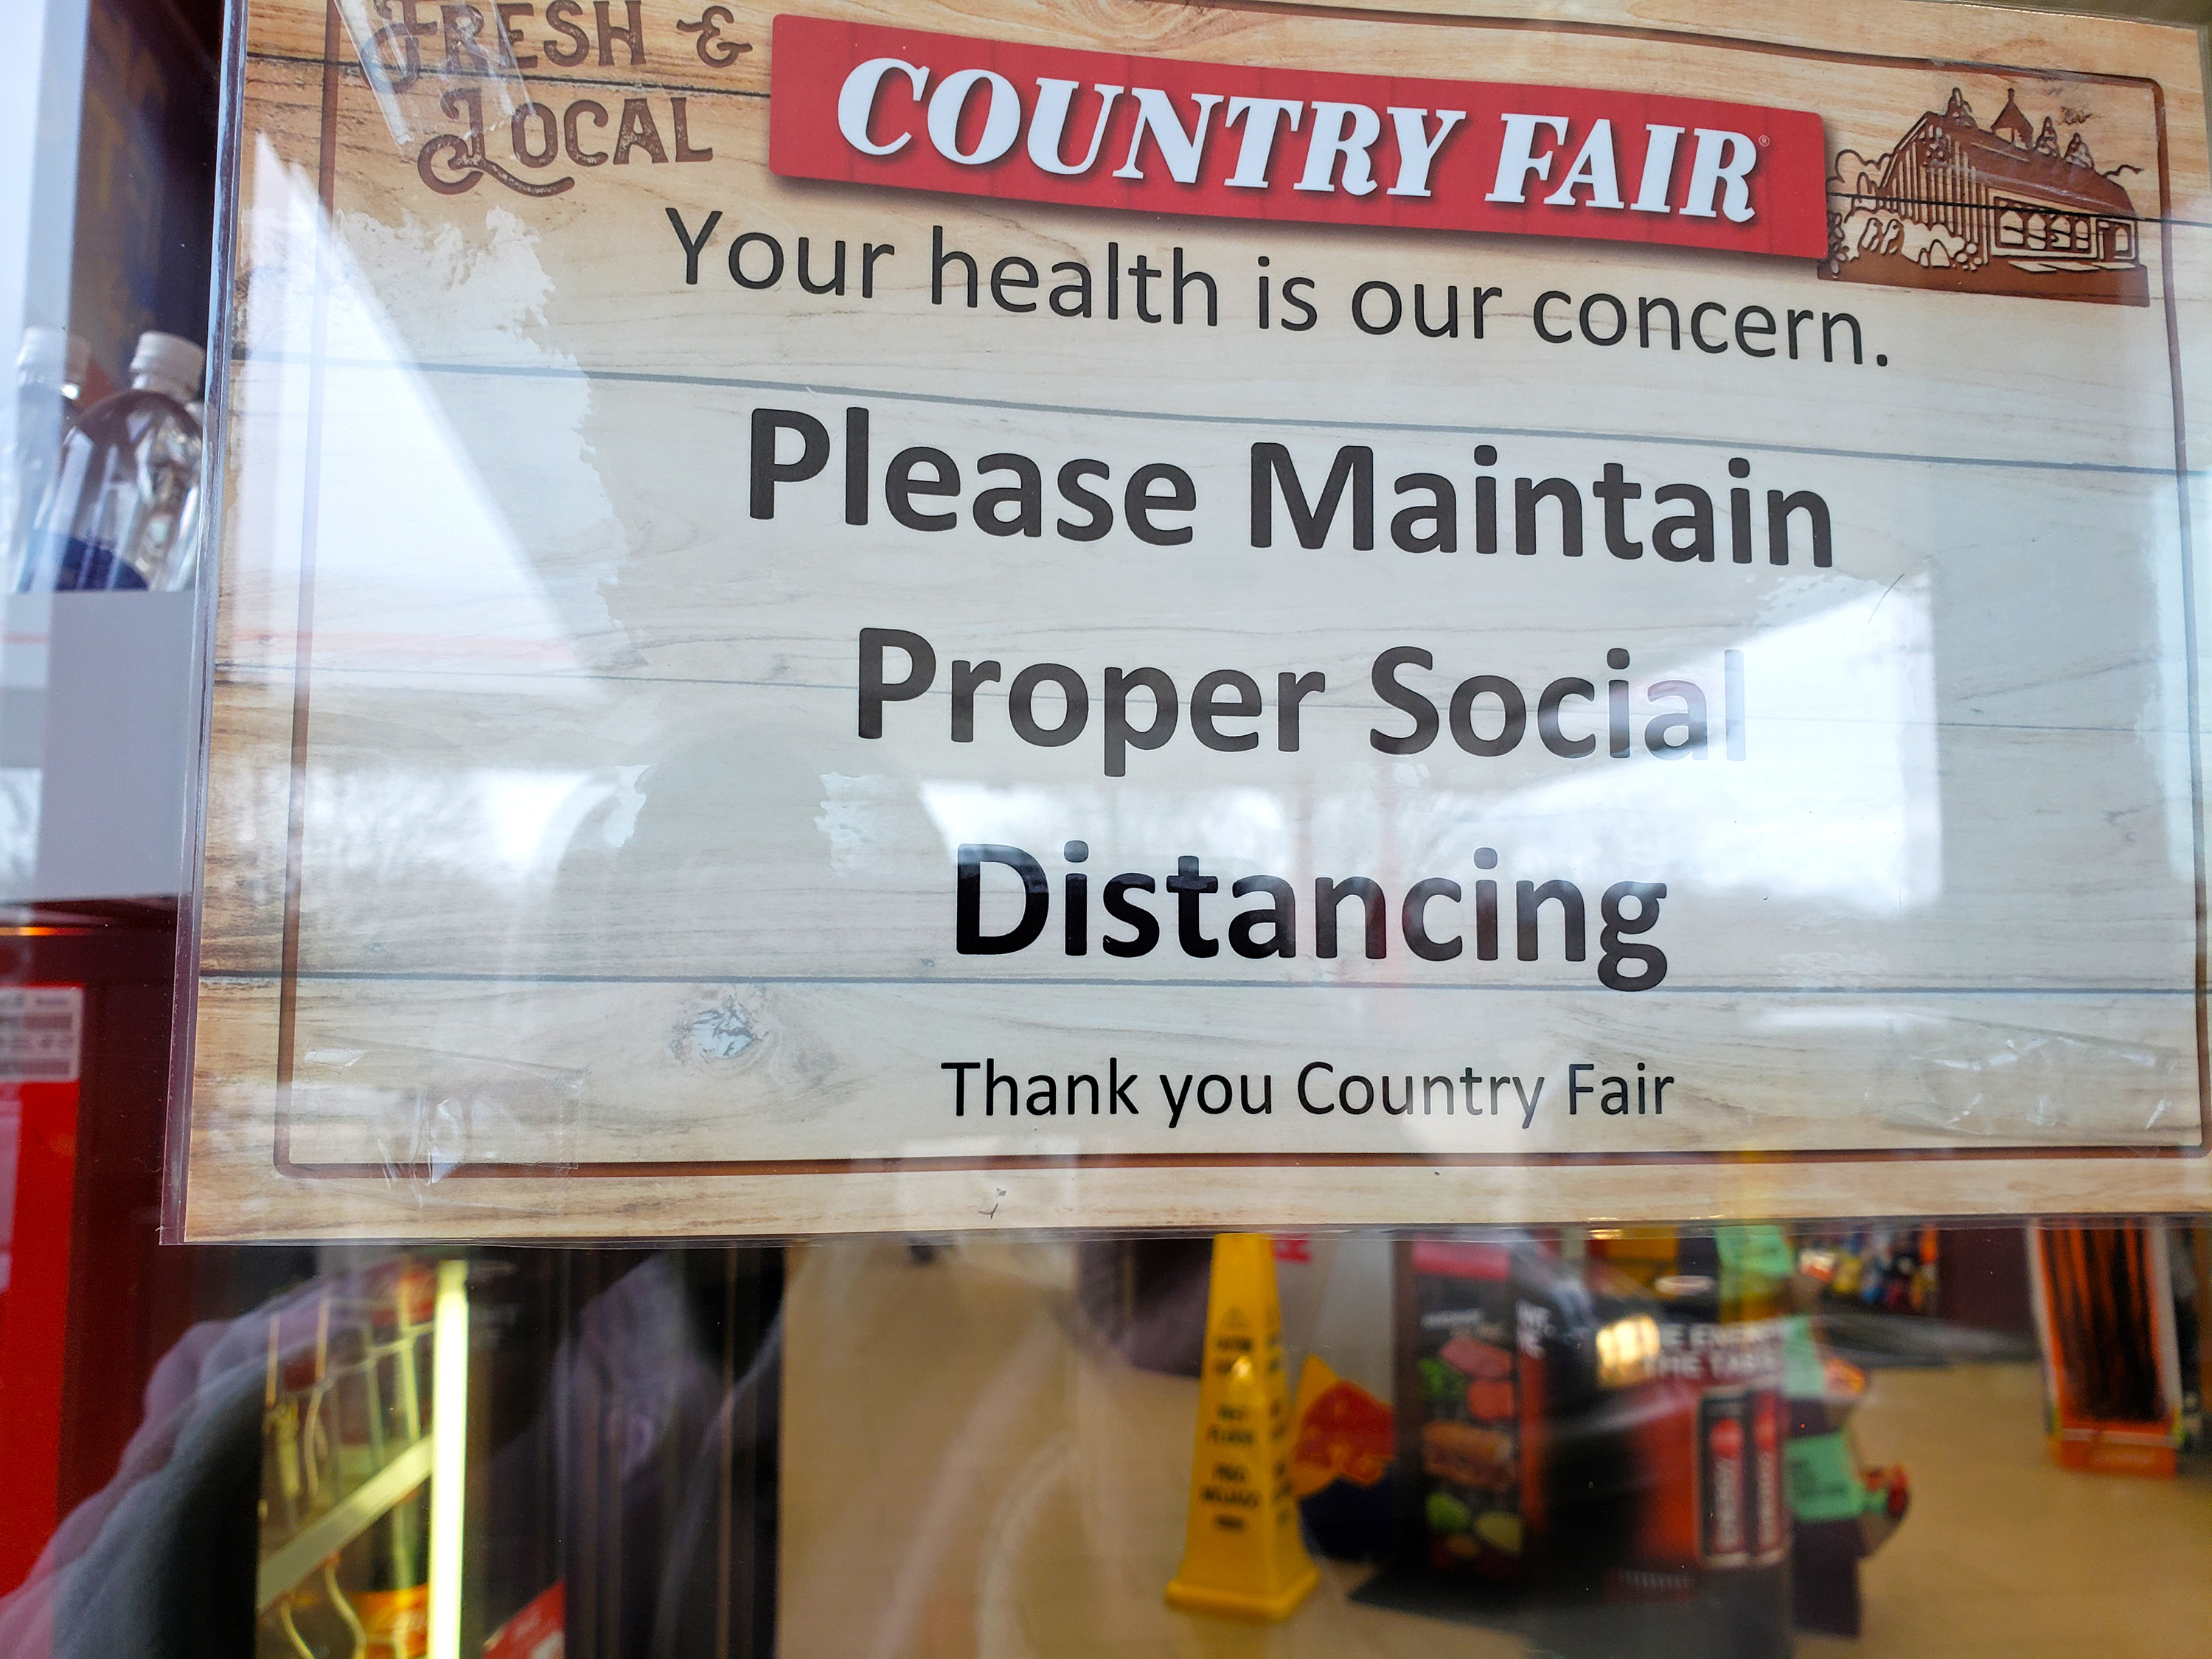 FRESH &
LOCAL
COUNTRY FAIR®
Your health is our concern.
Please Maintain
Proper Social
Distancing
Thank you Country Fair